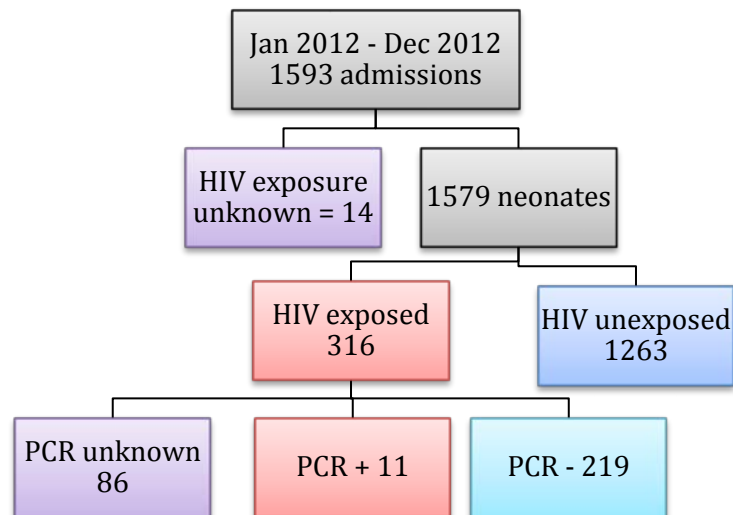 Jan 2012 - Dec 2012
1593 admissions
HIV exposure
unknown = 14
1579 neonates
HIV exposed
316
HIV unexposed
1263
PCR unknown
86
PCR + 11
PCR - 219